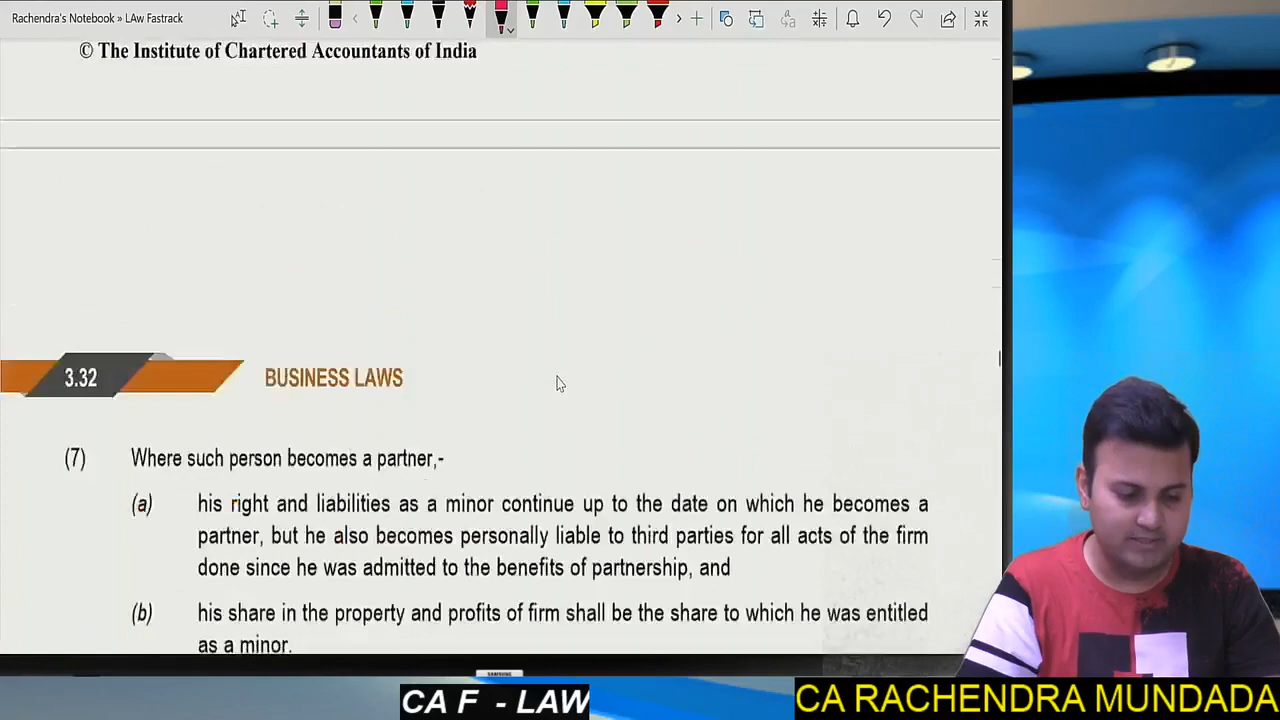 Rachendra's Notebook » LAW Fastrack
© The Institute of Chartered Accountants of India
3.32
BUSINESS LAWS
(7) Where such person becomes a partner,-
(a) his right and liabilities as a minor continue up to the date on which he becomes a
partner, but he also becomes personally liable to third parties for all acts of the firm
done since he was admitted to the benefits of partnership, and
(b) his share in the property and profits of firm shall be the share to which he was entitled
as a minor.
SAMSUNG
CA F - LAW
CA RACHENDRA MUNDADA